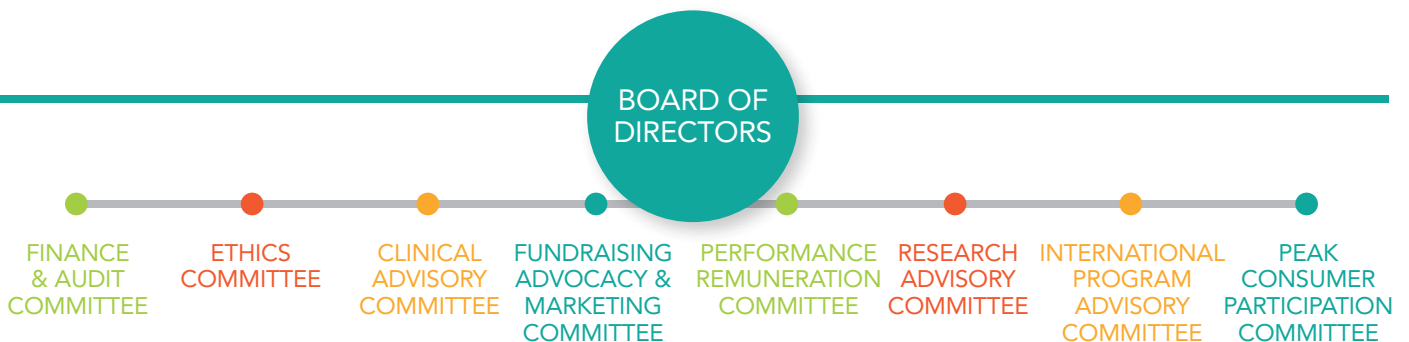 BOARD OF
DIRECTORS
FINANCE
& AUDIT
COMMITTEE
ETHICS
COMMITTEE
CLINICAL
ADVISORY
COMMITTEE
FUNDRAISING
ADVOCACY &
MARKETING
COMMITTEE
PERFORMANCE
REMUNERATION
COMMITTEE
RESEARCH
ADVISORY
COMMITTEE
INTERNATIONAL
PROGRAM
ADVISORY
COMMITTEE
PEAK
CONSUMER
PARTICIPATION
COMMITTEE